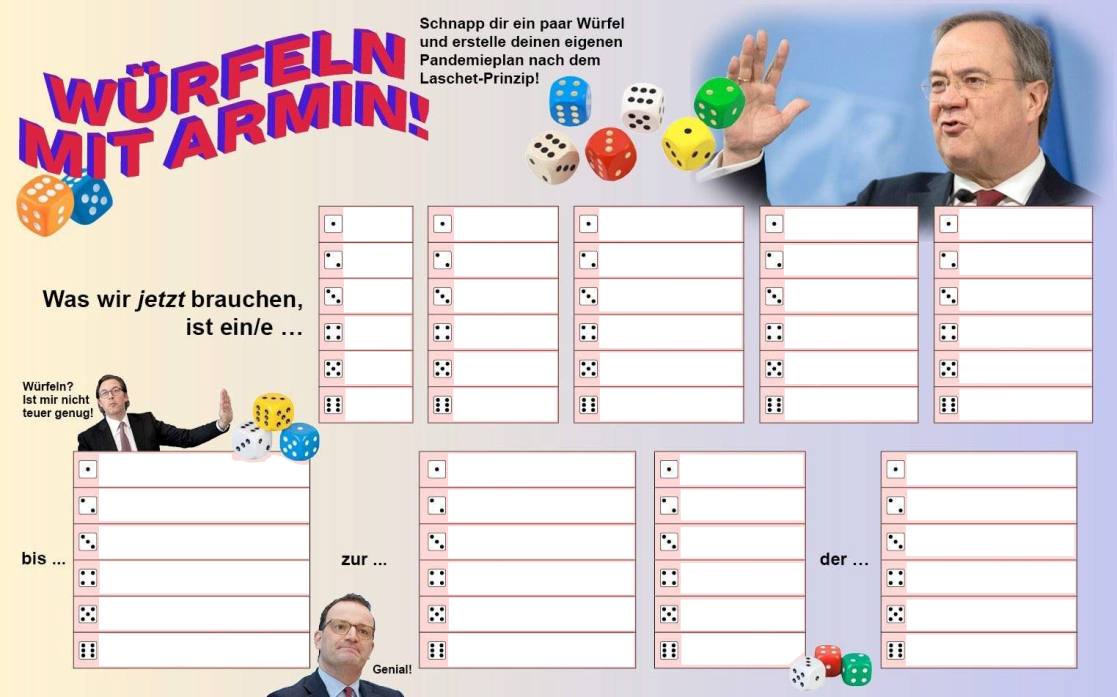 WÜRFELN
MIT ARMIN!
Schnapp dir ein paar Würfel
und erstelle deinen eigenen
Pandemieplan nach dem
Laschet-Prinzip!
Was wir jetzt brauchen,
ist ein/e ...
Würfeln?
Ist mir nicht
teuer genug!
bis ...
zur ...
der ...
Genial!